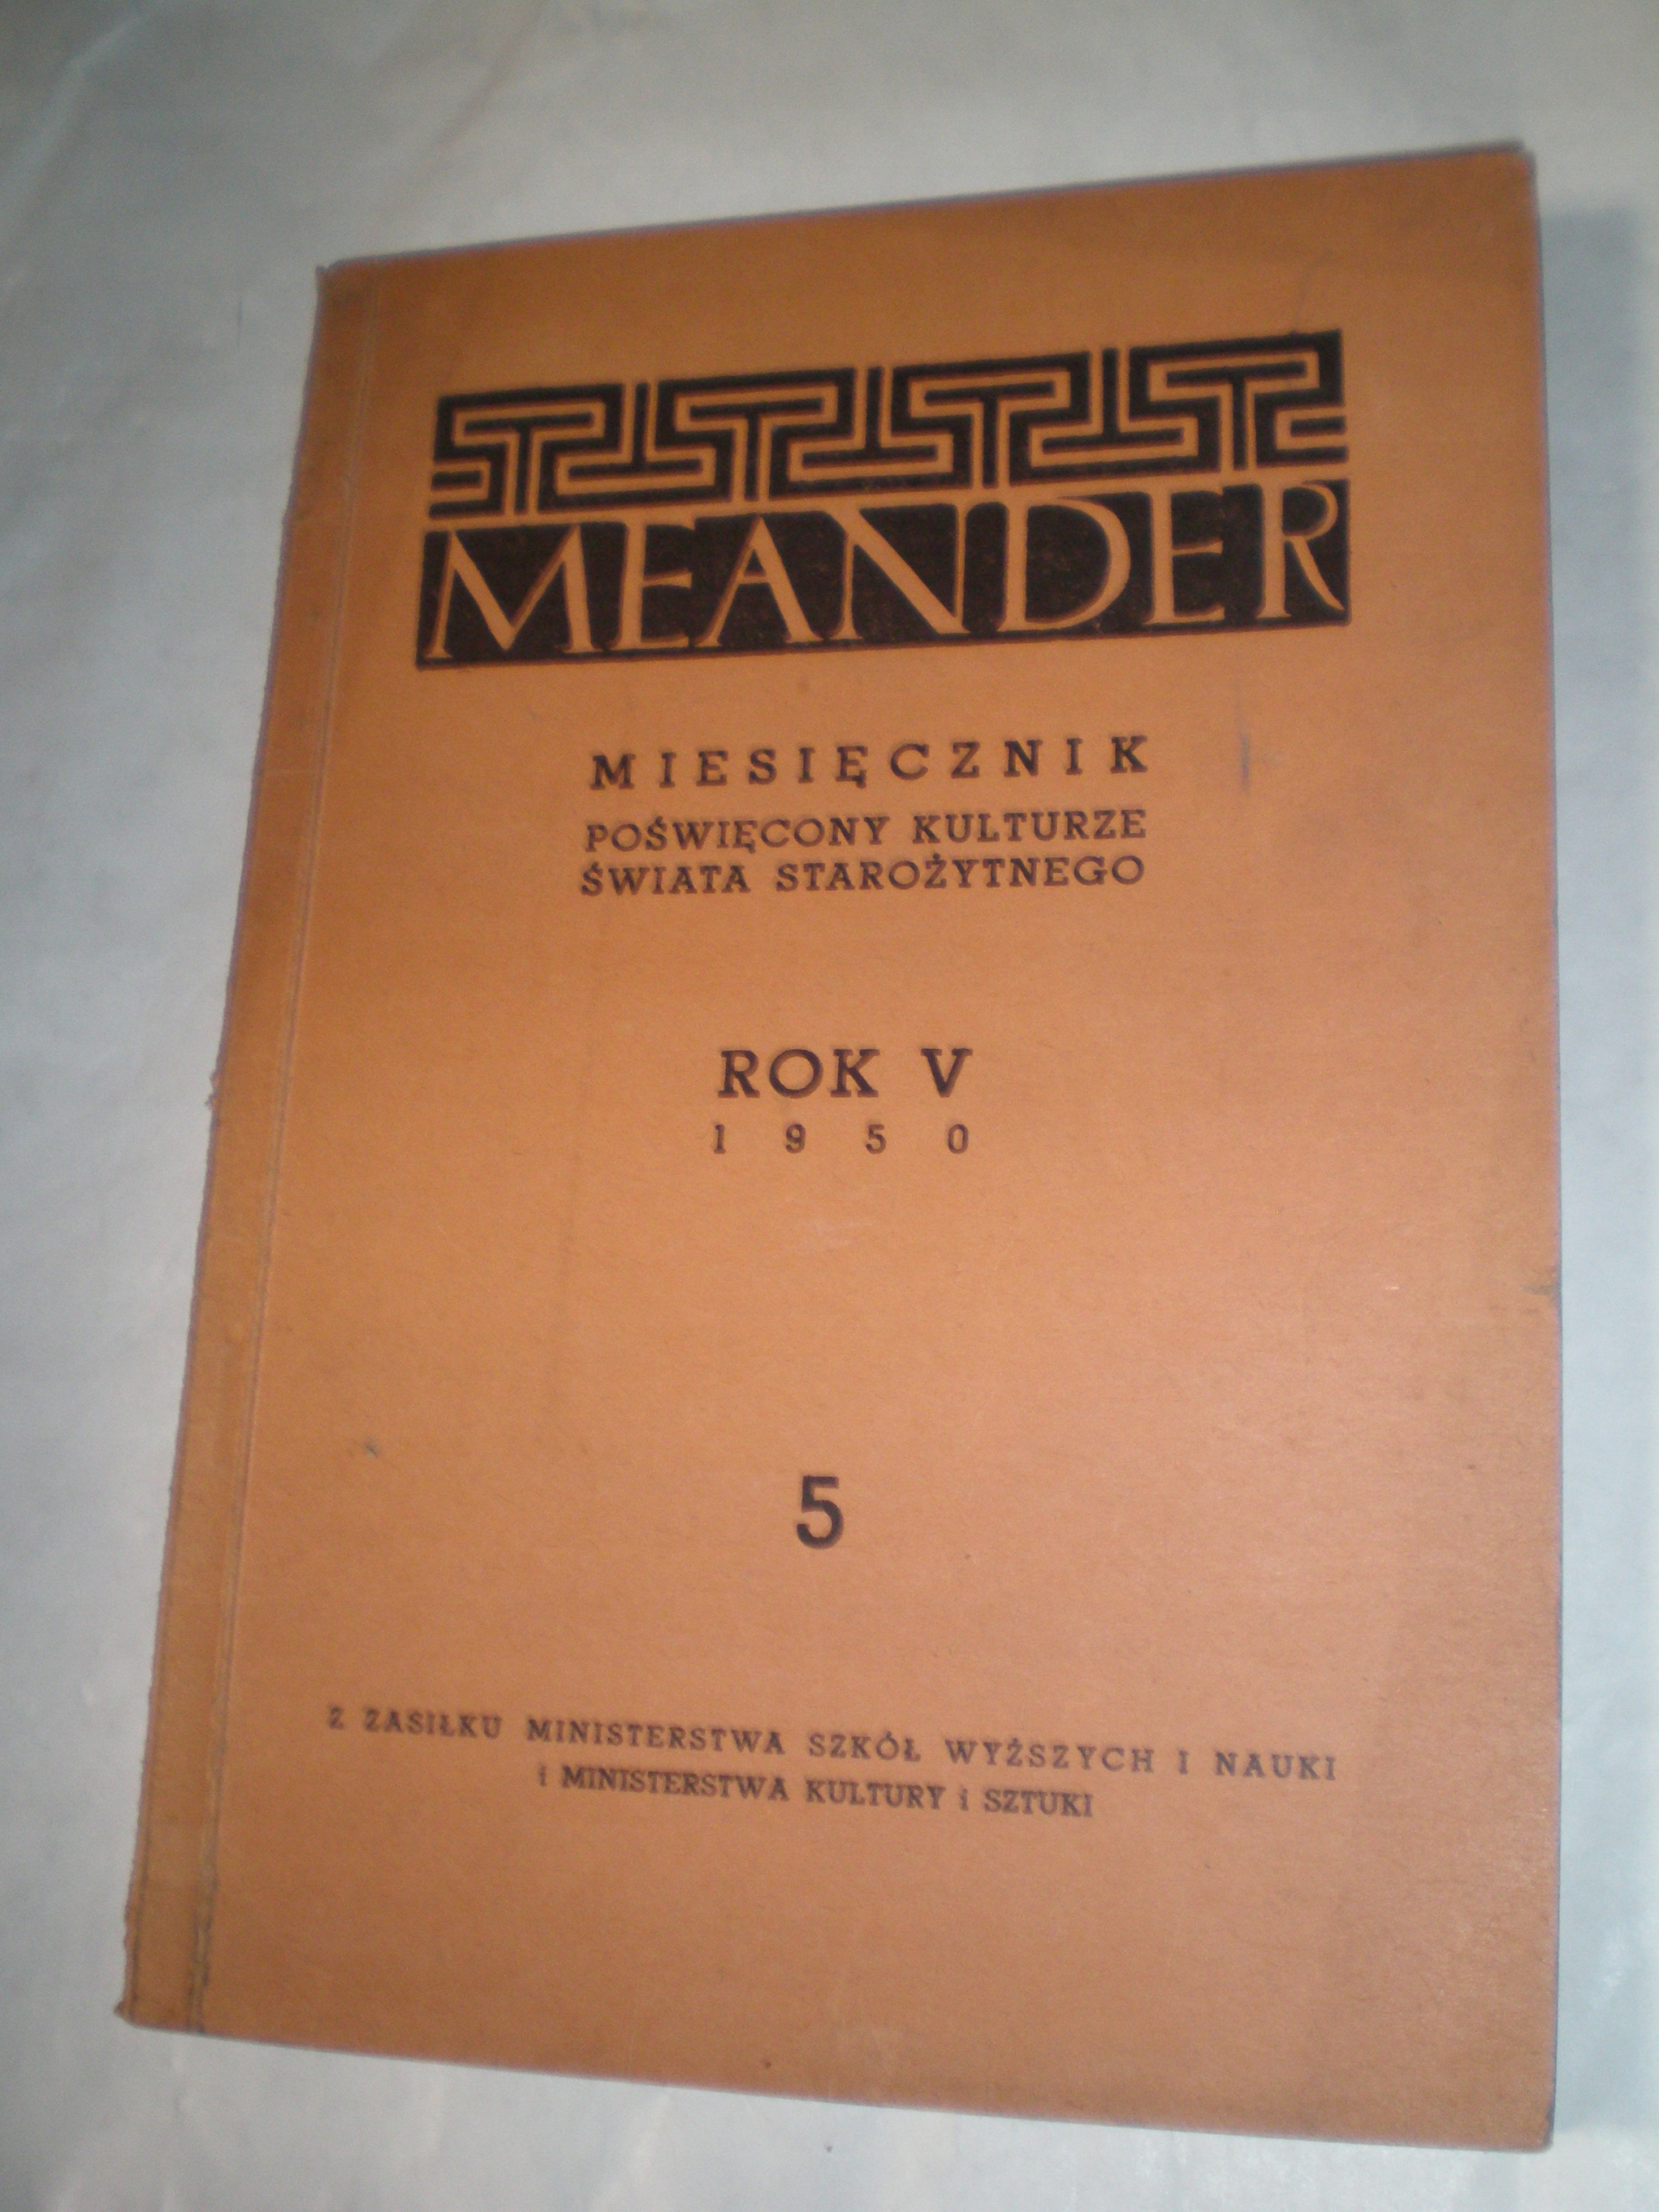 MEANDER
MIESIĘCZNIK
POŚWIĘCONY KULTURZE
ŚWIATA STAROŻYTNEGO
ROK V
1950
5
Z ZASIŁKU MINISTERSTWA SZKÓŁ WYŻSZYCH I NAUKI
i MINISTERSTWA KULTURY i SZTUKI